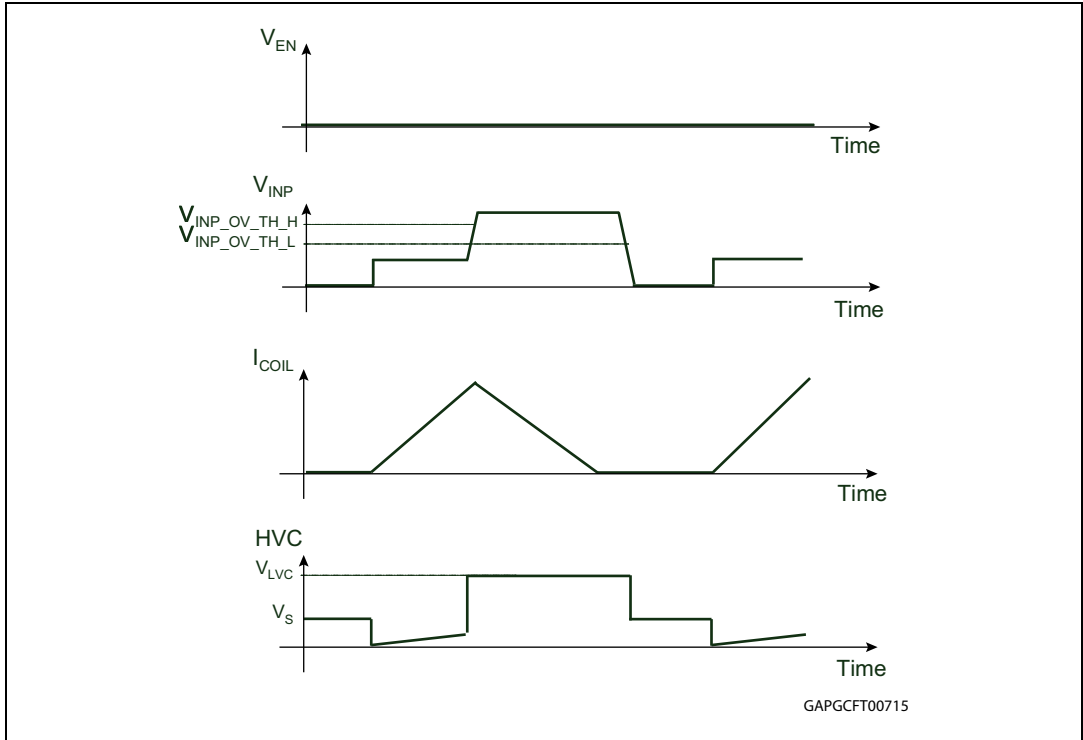 V_EN
Time
V_INP
V_INP_OV_TH_H
V_INP_OV_TH_L
Time
I_COIL
Time
HVC
V_LVC
V_S
Time
GAPGCFT00715